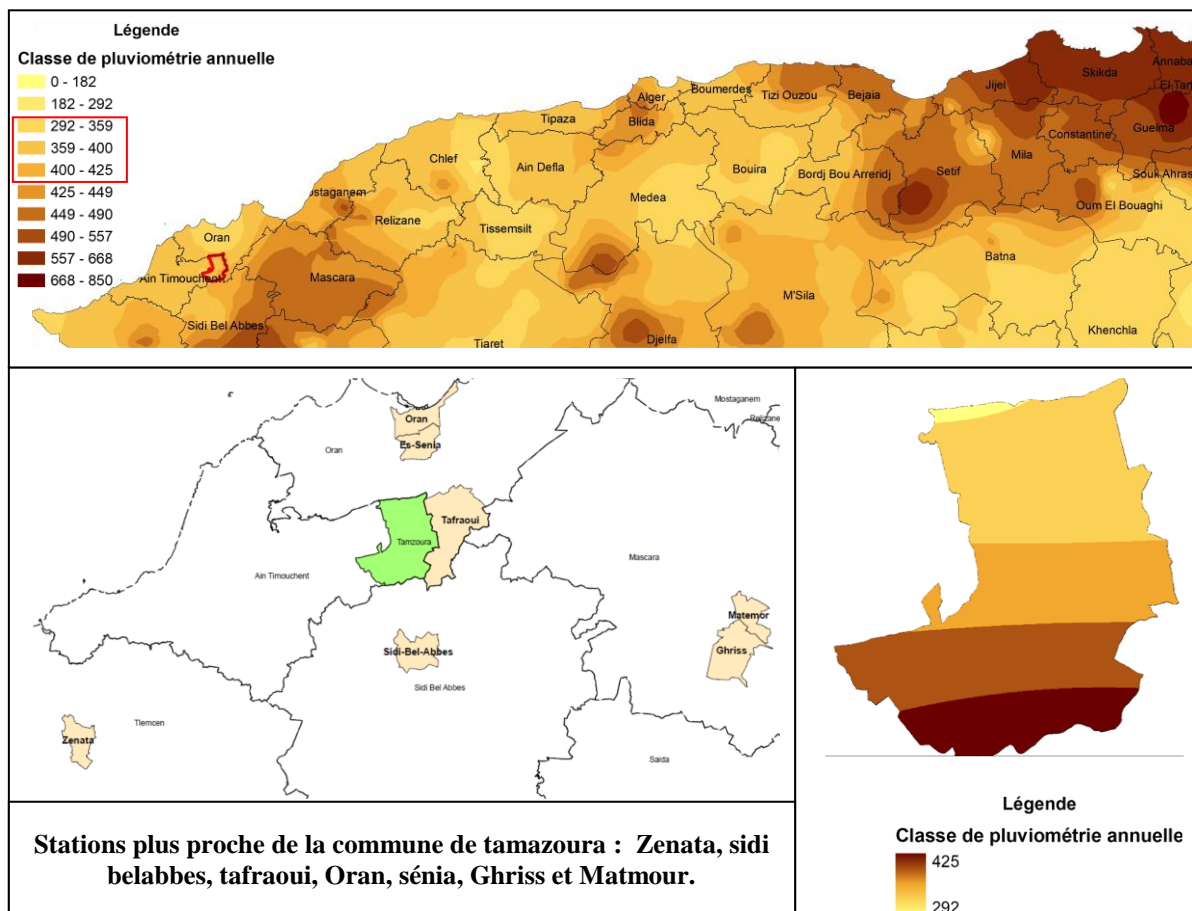 Légende
Classe de pluviométrie annuelle
0 - 182
182 - 292
292 - 359
359 - 400
400 - 425
425 - 449
449 - 490
490 - 557
557 - 668
668 - 850
Annaba
Skikda
El Tarf
Jijel
Boumerdes
Tizi Ouzou
Bejaia
Alger
Tipaza
Blida
Constantine
Guelma
Chlef
Ain Defla
Bouira
Bordj Bou Arreridj
Setif
Mila
Souk Ahras
Mostaganem
Relizane
Medea
Oum El Bouaghi
Oran
Tissemsilt
Batna
Ain Timouchent
Mascara
M'Sila
Sidi Bel Abbes
Tiaret
Djelfa
Khenchla
Mostaganem
Relizane
Oran
Es-Senia
Oran
Tafraoui
Tamzoura
Ain Timouchent
Mascara
Matemor
Ghriss
Sidi-Bel-Abbes
Sidi Bel Abbes
Tlemcen
Zenata
Saida
Stations plus proche de la commune de tamazoura : Zenata, sidi
belabbes, tafraoui, Oran, sénia, Ghriss et Matmour.
Légende
Classe de pluviométrie annuelle
425
292